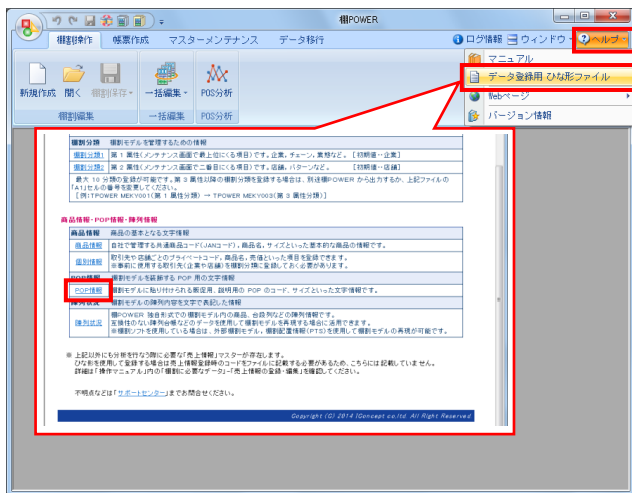 棚POWER
棚割操作 帳票作成 マスターメンテナンス データ移行 ログ情報 ウィンドウ ヘルプ
新規作成 開く 棚割保存 一括編集 POS分析
棚割編集 一括編集 POS分析
マニュアル
データ登録用 ひな形ファイル
Webページ
バージョン情報
棚割分類 棚割モデルを管理するための情報
棚割分類1 第1属性(メンテナンス画面で最上位にくる項目)です。企業、チェーン、業態など。 [初期値…企業]
棚割分類2 第2属性(メンテナンス画面で二番目にくる項目)です。店舗、パターンなど。 [初期値…店舗]
最大10分類の登録が可能です。第3属性以降の棚割分類を登録する場合は、別途棚POWERから出力するか、上記ファイルの
「A1」セルの番号を変更してください。
[例:TPOWER MEKY001(第1属性分類) → TPOWER MEKY003(第3属性分類)]
商品情報・POP情報・陳列情報
商品情報 商品の基本となる文字情報
商品情報 自社で管理する共通商品コード(JANコード)、商品名、サイズといった基本的な商品の情報です。
個別情報 取引先や店舗ごとのプライベートコード、商品名、売価といった項目を登録できます。
※事前に使用する取引先(企業や店舗)を棚割分類に登録しておく必要があります。
POP情報 棚割モデルを装飾する POP 用の文字情報
POP情報 棚割モデルに貼り付けられる販促用、説明用の POP のコード、サイズといった文字情報です。
陳列状況 棚割モデルの陳列内容を文字で表記した情報
陳列状況 棚POWER 独自形式での棚割モデル内の商品、台段列などの陳列情報です。
互換性のない陳列台帳などのデータを使用して棚割モデルを再現する場合に活用できます。
※棚割ソフトを使用している場合は、外部棚割モデル、棚割配置情報(PTS)を使用して棚割モデルの再現が可能です。
※ 上記以外にも分析を行なう際に必要な「売上情報」マスターが存在します。
ひな形を使用して登録する場合は売上情報登録時のコードをファイルに記載する必要があるため、こちらには記載していません。
詳細は「操作マニュアル」内の「棚割に必要なデータ」-「売上情報の登録・編集」を確認してください。
不明点などは「サポートセンター」までお問合せください。
Copyright (C) 2014 IConcept co.ltd. All Right Reserved